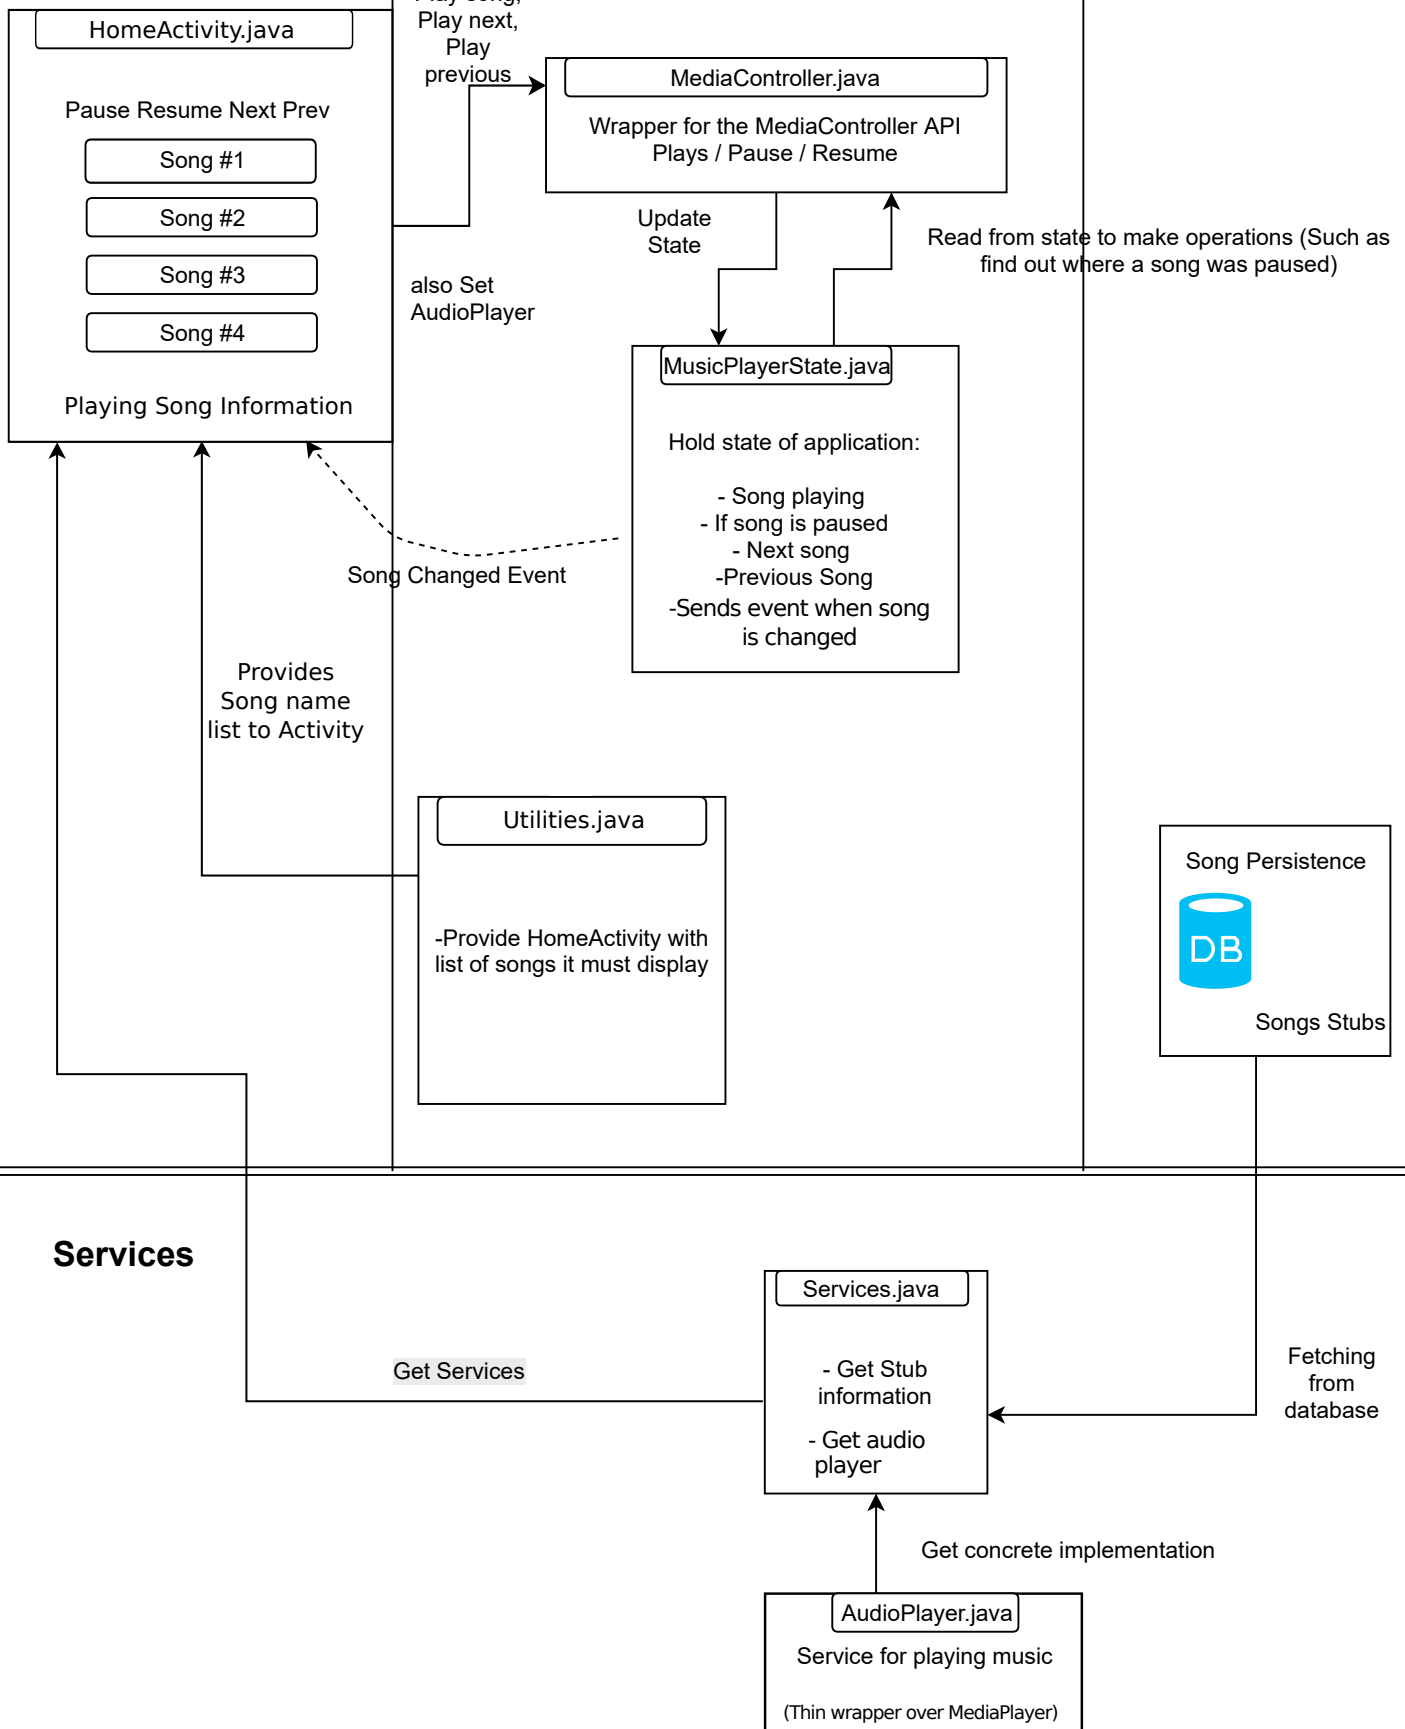 Play song,
Play next,
Play
previous
HomeActivity.java
Pause Resume Next Prev
Song #1
Song #2
Song #3
Song #4
Playing Song Information
also Set
AudioPlayer
MediaController.java
Wrapper for the MediaController API
Plays / Pause / Resume
Update
State
Read from state to make operations (Such as
find out where a song was paused)
MusicPlayerState.java
Hold state of application:
- Song playing
- If song is paused
- Next song
-Previous Song
-Sends event when song
is changed
Song Changed Event
Provides
Song name
list to Activity
Utilities.java
-Provide HomeActivity with
list of songs it must display
Song Persistence
DB
Songs Stubs
Services
Services.java
- Get Stub
information
- Get audio
player
Get Services
Fetching
from
database
Get concrete implementation
AudioPlayer.java
Service for playing music
(Thin wrapper over MediaPlayer)